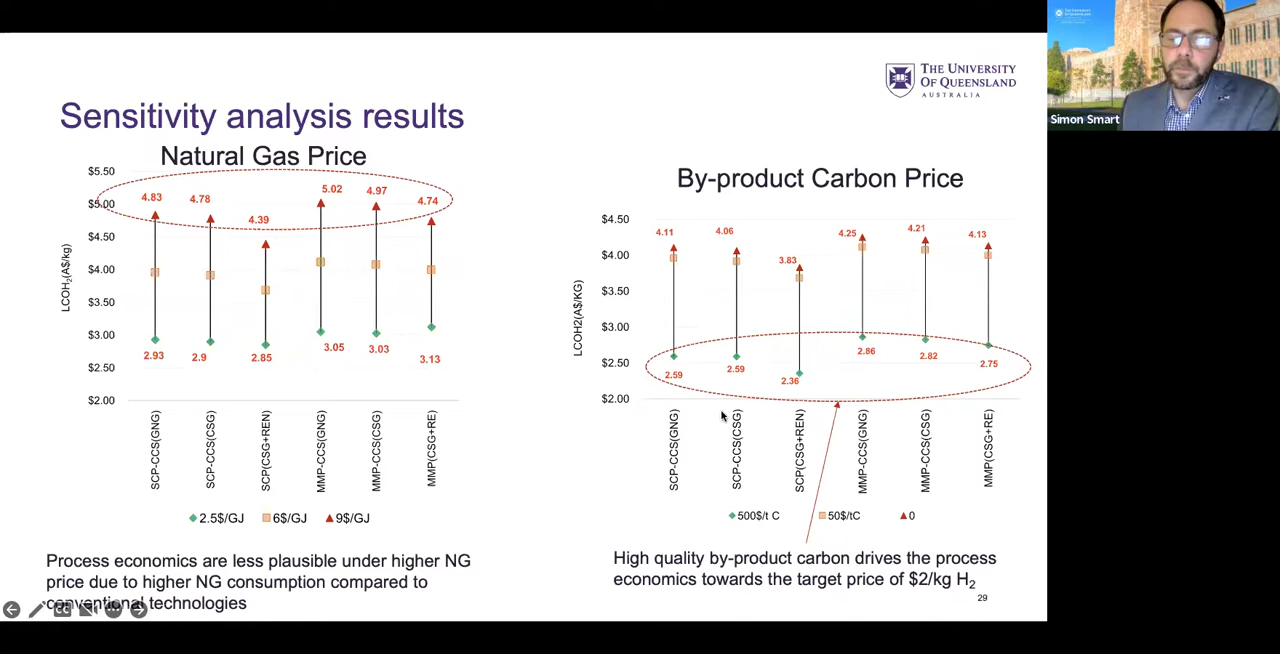 THE UNIVERSITY
OF QUEENSLAND
AUSTRALIA
Simon Smart
Sensitivity analysis results
Natural Gas Price
$5.50
$5.00
$4.50
$4.00
$3.50
$3.00
$2.50
$2.00
LCOH2(A$/kg)
4.83
4.78
4.39
5.02
4.97
4.74
2.93
2.9
2.85
3.05
3.03
3.13
SCP-CCS(GNG)
SCP-CCS(CSG)
SCP(CSG+REN)
MMP-CCS(GNG)
MMP-CCS(CSG)
MMP(CSG+RE)
2.5$/GJ
6$/GJ
9$/GJ
Process economics are less plausible under higher NG
price due to higher NG consumption compared to
conventional technologies
By-product Carbon Price
$4.50
$4.00
$3.50
$3.00
$2.50
$2.00
LCOH2(A$/KG)
4.11
4.06
3.83
4.25
4.21
4.13
2.59
2.59
2.36
2.86
2.82
2.75
SCP-CCS(GNG)
SCP-CCS(CSG)
SCP(CSG+REN)
MMP-CCS(GNG)
MMP-CCS(CSG)
MMP(CSG+RE)
500$/t C
50$/tC
0
High quality by-product carbon drives the process
economics towards the target price of $2/kg H2
29